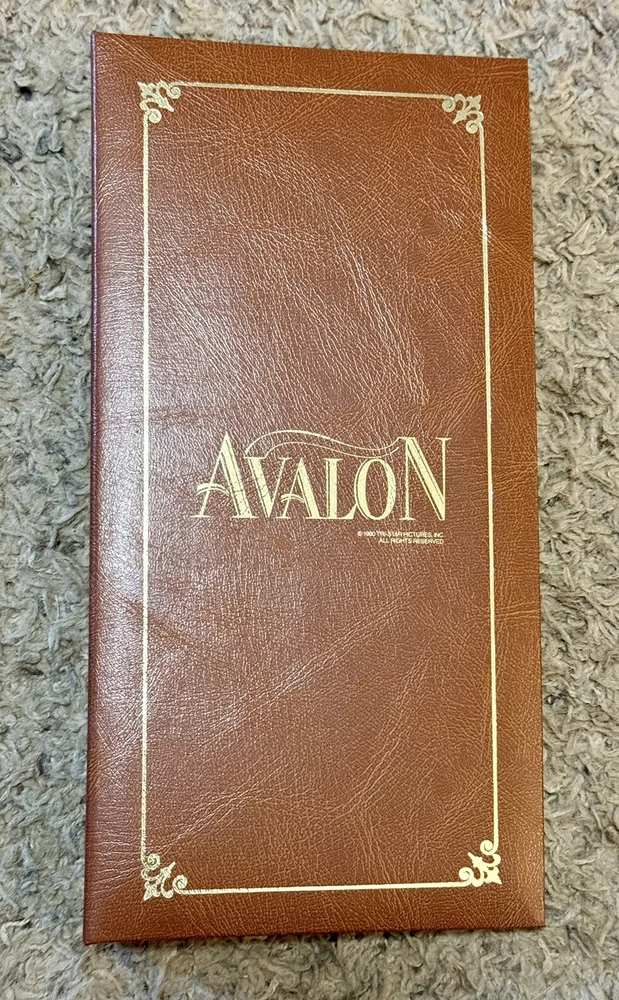 AVALON
© 1990 TRI-STAR PICTURES, INC.
ALL RIGHTS RESERVED